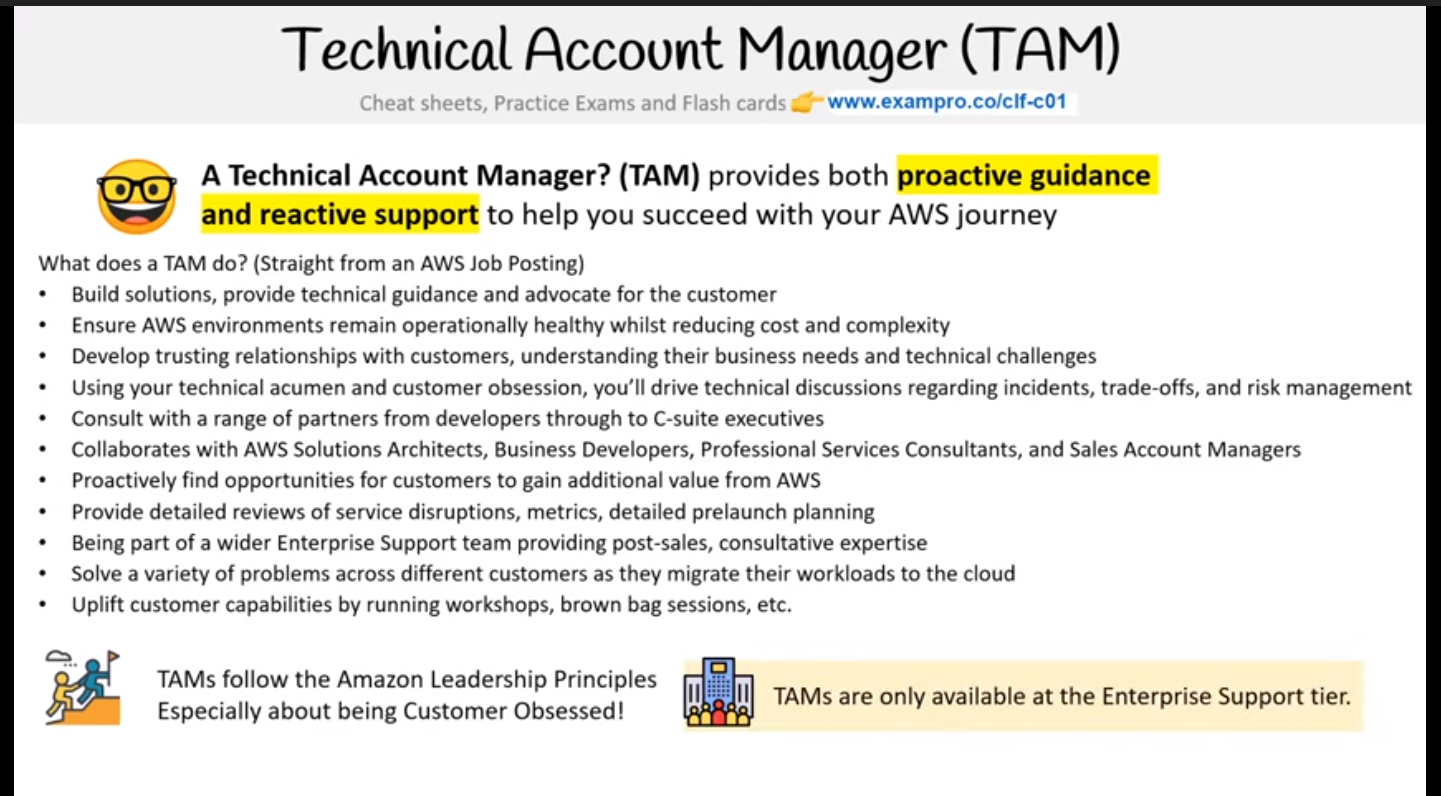 Technical Account Manager (TAM)
Cheat sheets, Practice Exams and Flash cards 👉 www.exampro.co/clf-c01
A Technical Account Manager? (TAM) provides both proactive guidance
and reactive support to help you succeed with your AWS journey
What does a TAM do? (Straight from an AWS Job Posting)
• Build solutions, provide technical guidance and advocate for the customer
• Ensure AWS environments remain operationally healthy whilst reducing cost and complexity
• Develop trusting relationships with customers, understanding their business needs and technical challenges
• Using your technical acumen and customer obsession, you'll drive technical discussions regarding incidents, trade-offs, and risk management
• Consult with a range of partners from developers through to C-suite executives
• Collaborates with AWS Solutions Architects, Business Developers, Professional Services Consultants, and Sales Account Managers
• Proactively find opportunities for customers to gain additional value from AWS
• Provide detailed reviews of service disruptions, metrics, detailed prelaunch planning
• Being part of a wider Enterprise Support team providing post-sales, consultative expertise
• Solve a variety of problems across different customers as they migrate their workloads to the cloud
• Uplift customer capabilities by running workshops, brown bag sessions, etc.
TAMs follow the Amazon Leadership Principles
Especially about being Customer Obsessed!
TAMs are only available at the Enterprise Support tier.